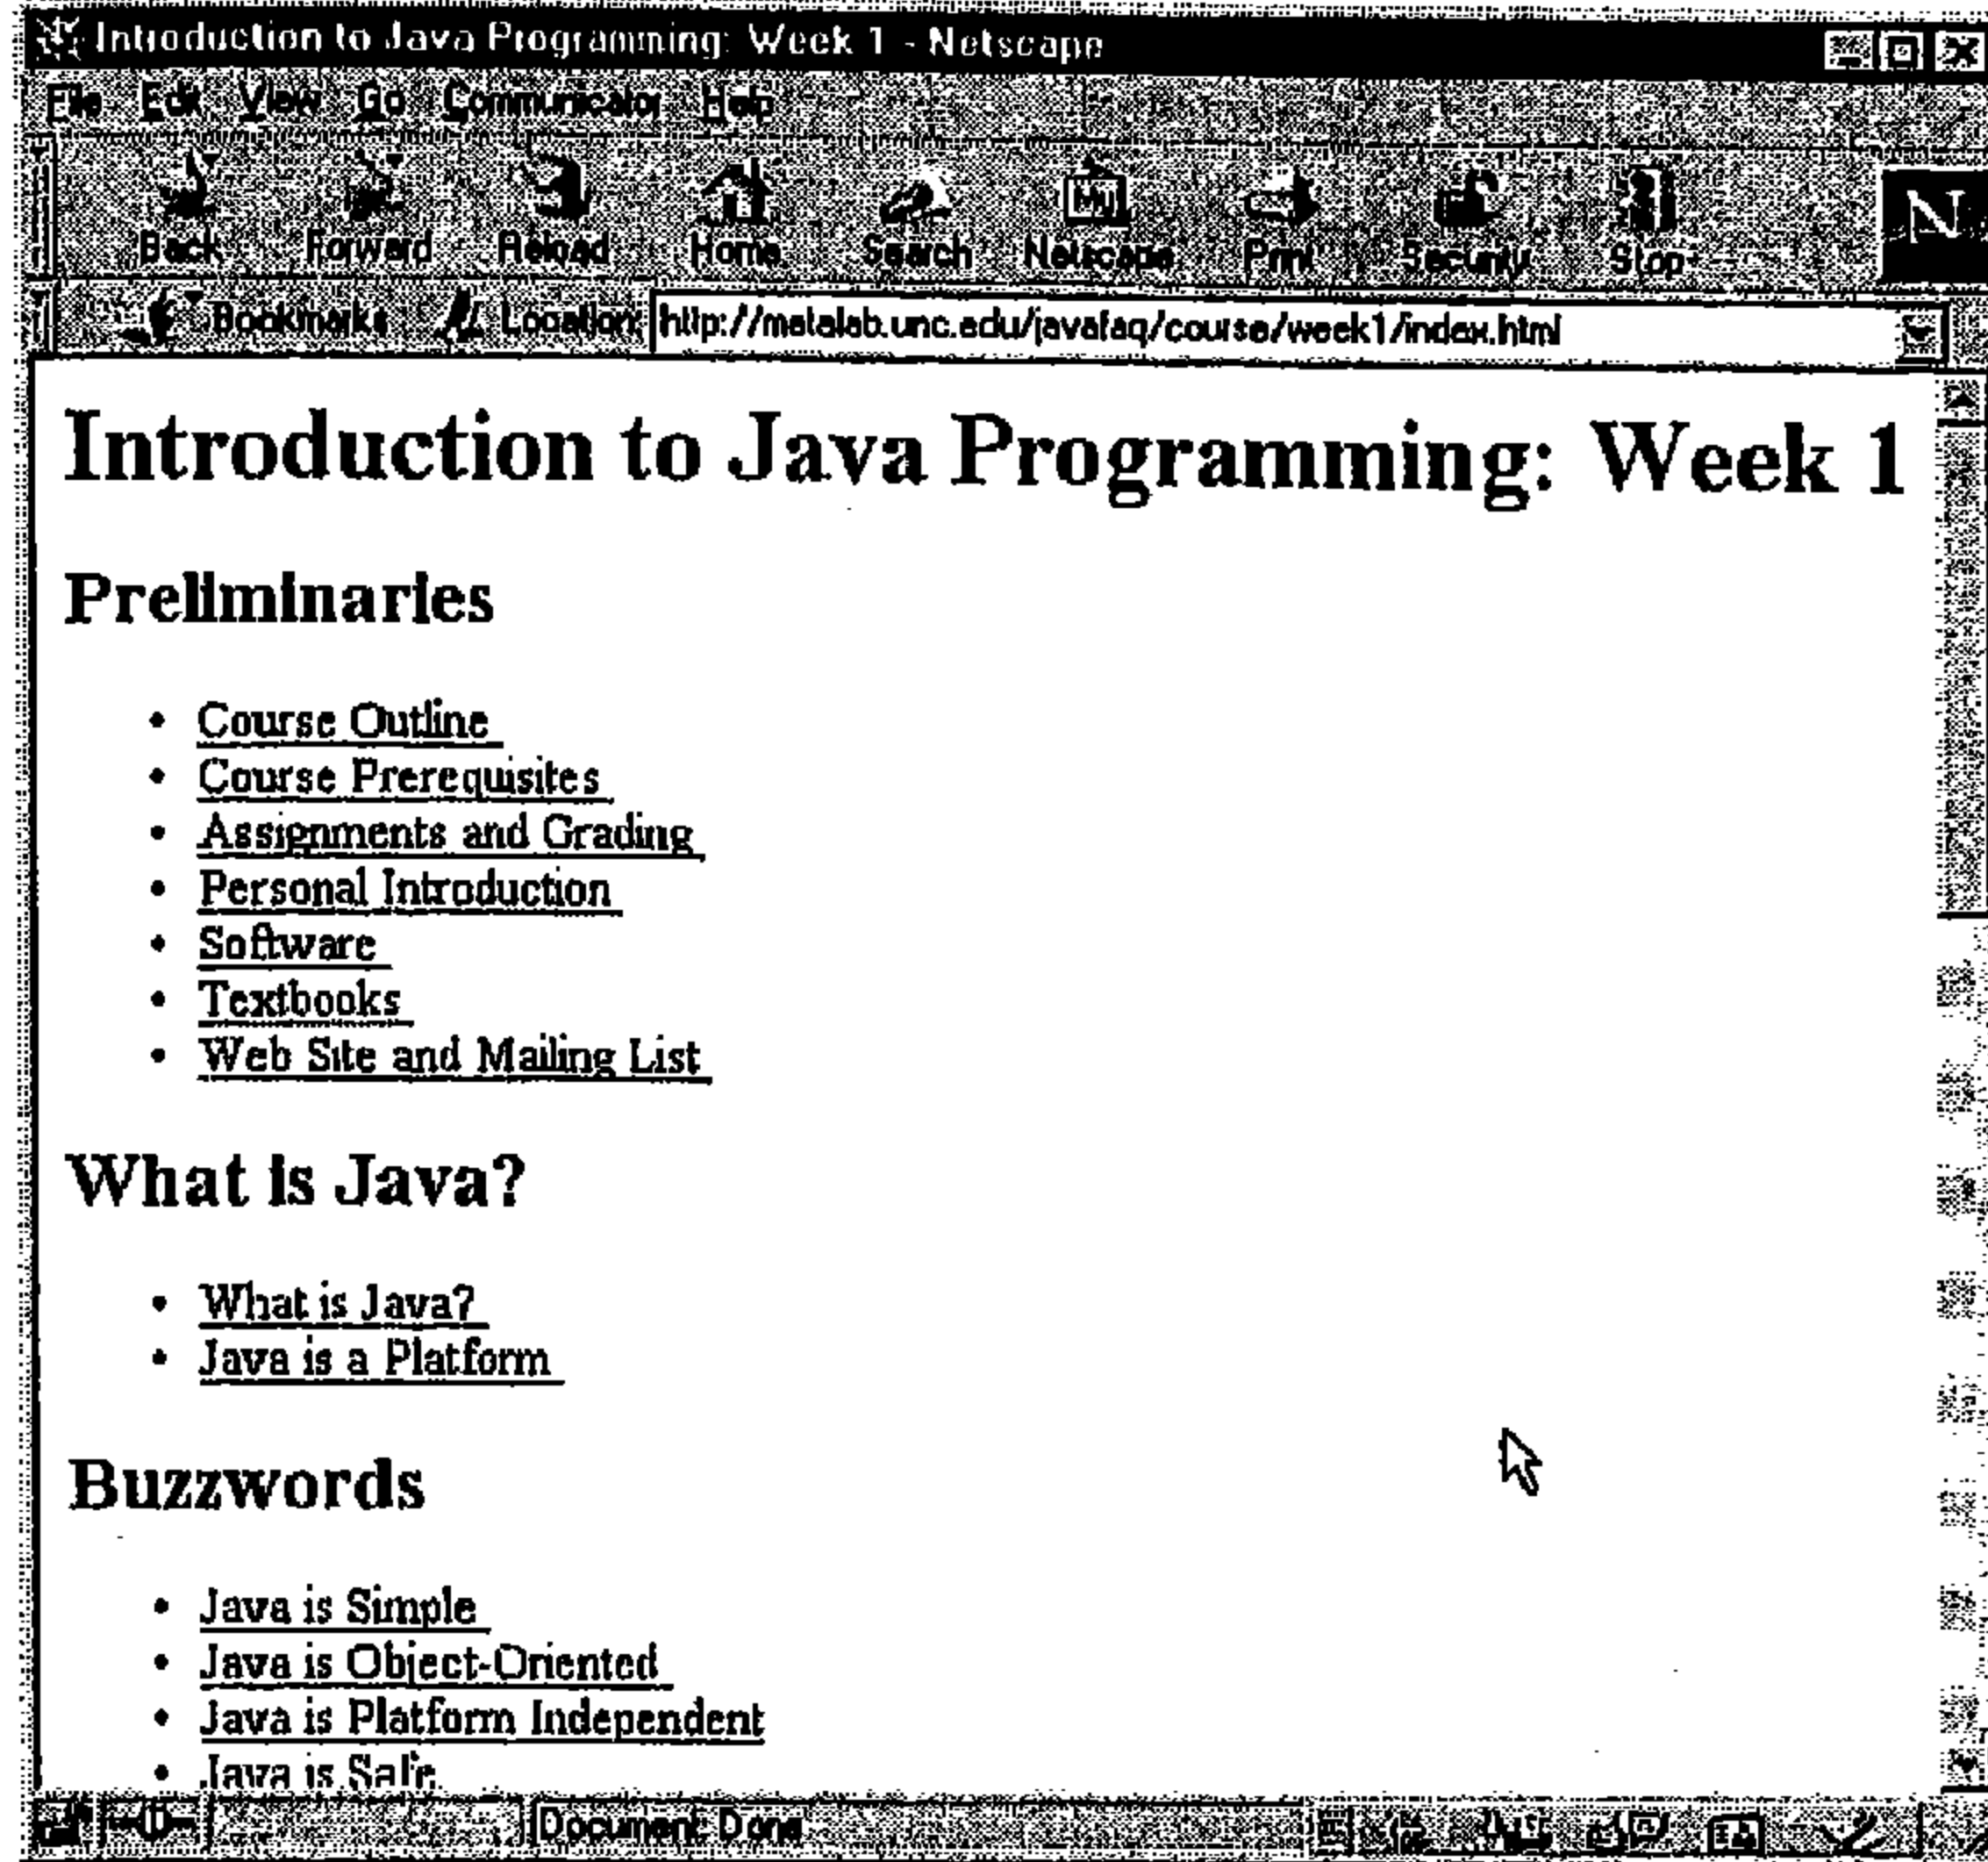 Introduction to Java Programming: Week 1 - Netscape
File Edit View Go Communicator Help
My N
Back Forward Reload Home Search Netscape Print Security Stop
Bookmarks Location: http://metalab.unc.edu/javafaq/course/week1/index.html
Introduction to Java Programming: Week 1
Preliminaries
• Course Outline
• Course Prerequisites
• Assignments and Grading
• Personal Introduction
• Software
• Textbooks
• Web Site and Mailing List
What is Java?
• What is Java?
• Java is a Platform
Buzzwords
• Java is Simple
• Java is Object-Oriented
• Java is Platform Independent
• Java is Safe
Document: Done